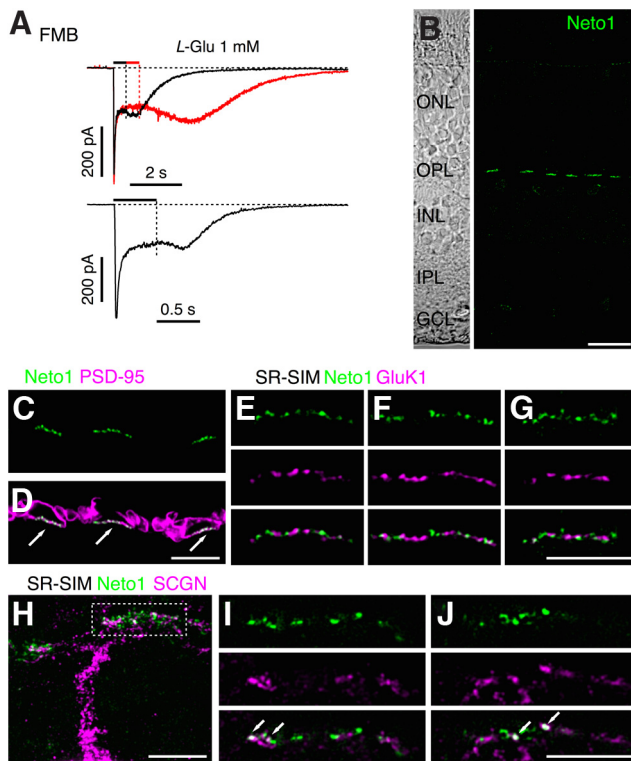 A
FMB
L-Glu 1 mM
200 pA
2 s
200 pA
0.5 s
B
Neto1
ONL
OPL
INL
IPL
GCL
Neto1 PSD-95
SR-SIM Neto1 GluK1
C
D
E
F
G
SR-SIM Neto1 SCGN
H
I
J